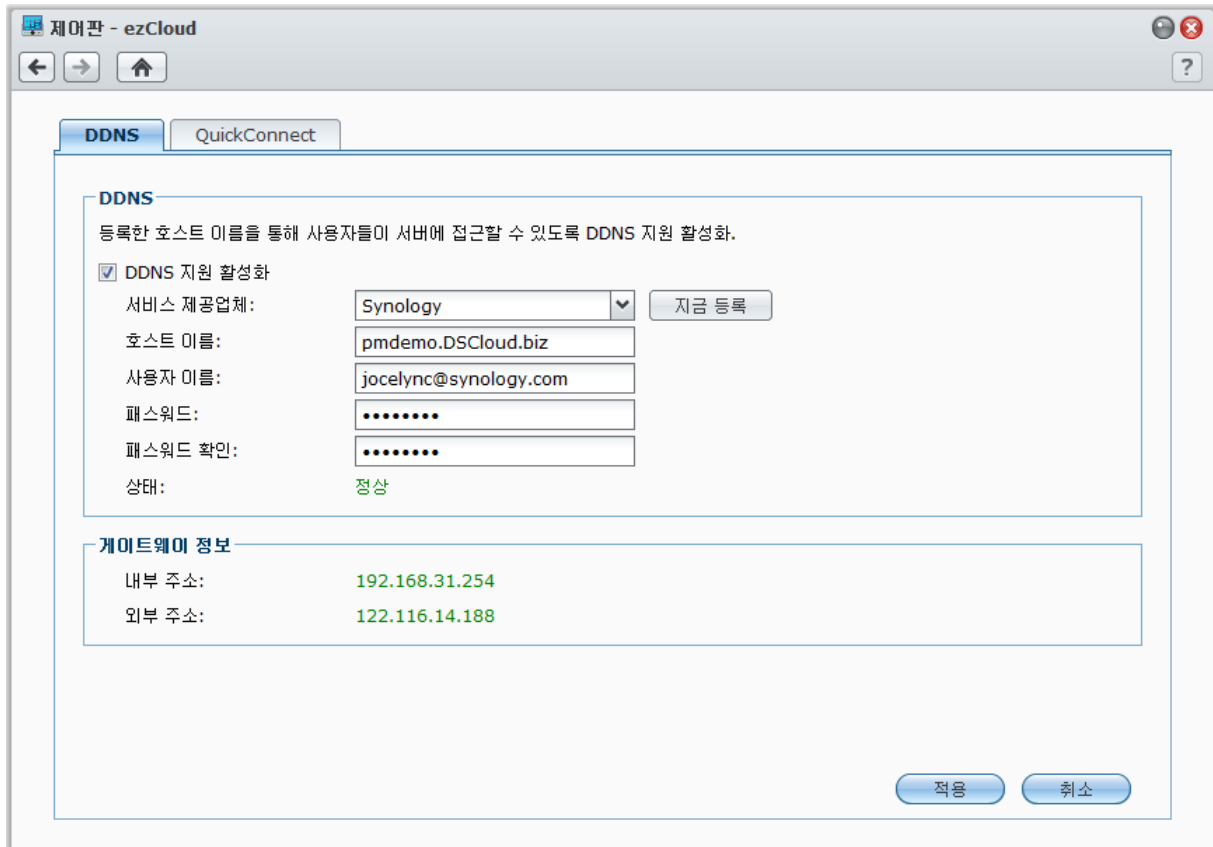 제어판 - ezCloud
?
DDNS QuickConnect
DDNS
등록한 호스트 이름을 통해 사용자들이 서버에 접근할 수 있도록 DDNS 지원 활성화.
DDNS 지원 활성화
서비스 제공업체: Synology 지금 등록
호스트 이름: pmdemo.DSCloud.biz
사용자 이름: jocelync@synology.com
패스워드: ••••••••
패스워드 확인: ••••••••
상태: 정상
게이트웨이 정보
내부 주소: 192.168.31.254
외부 주소: 122.116.14.188
적용 취소